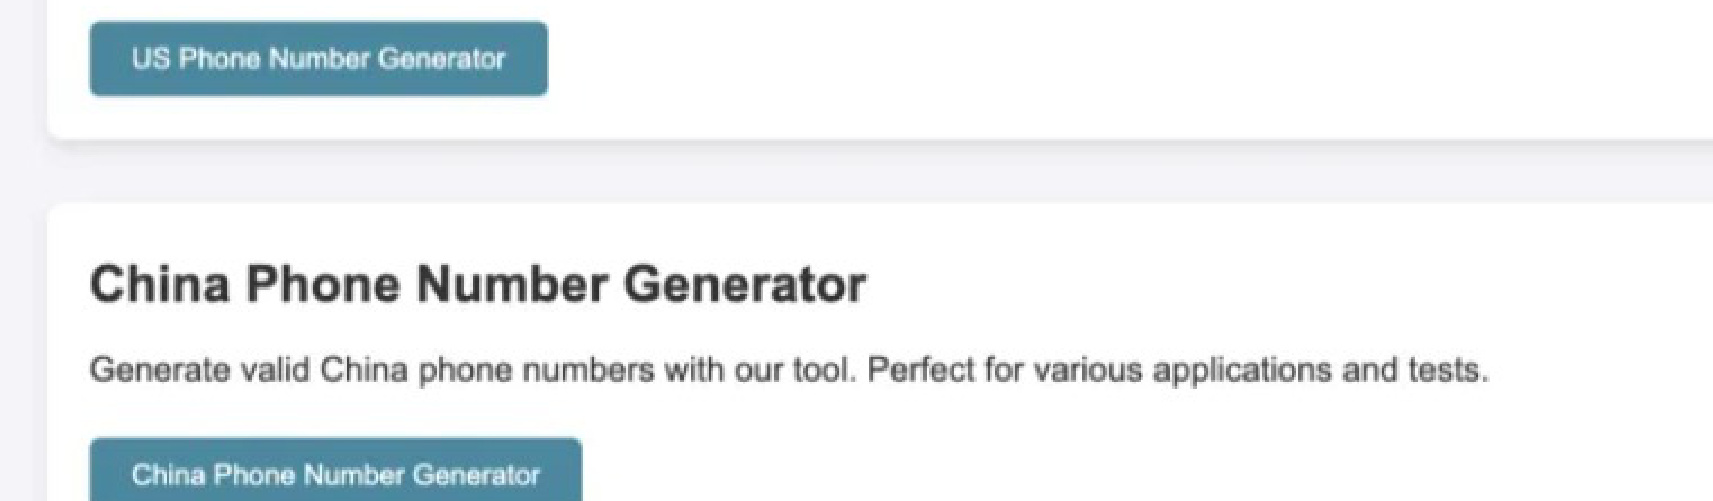 US Phone Number Generator
China Phone Number Generator
Generate valid China phone numbers with our tool. Perfect for various applications and tests.
China Phone Number Generator